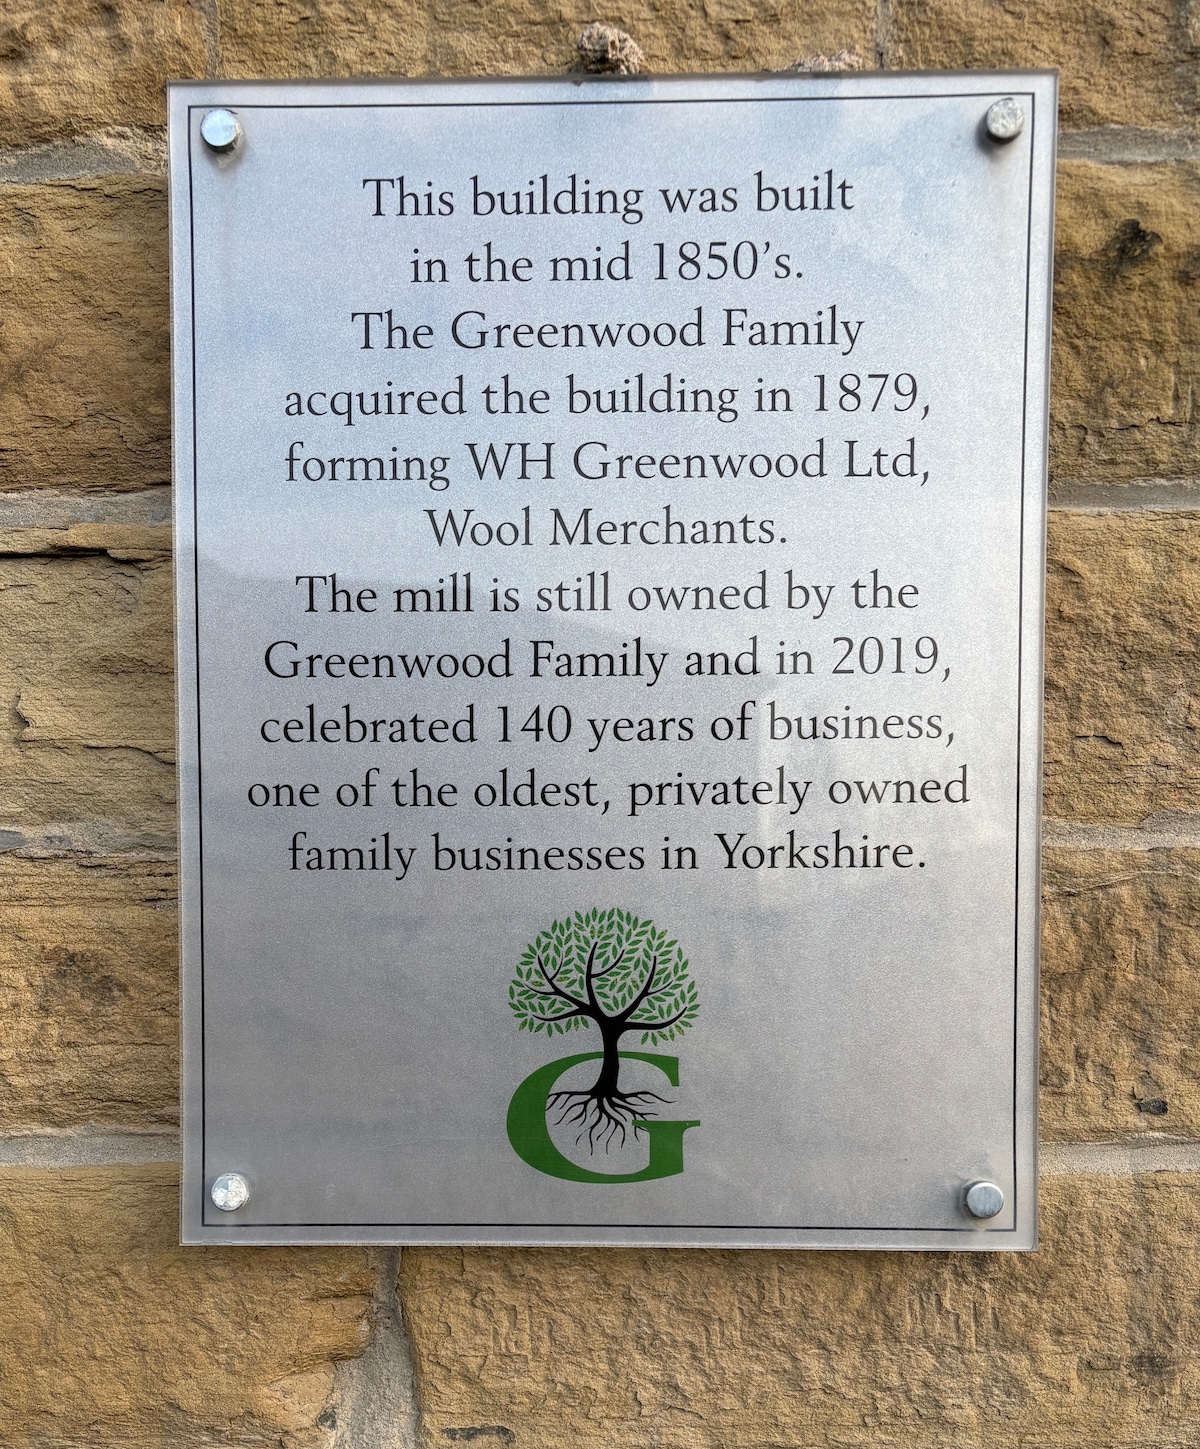 This building was built
in the mid 1850's.
The Greenwood Family
acquired the building in 1879,
forming WH Greenwood Ltd,
Wool Merchants.
The mill is still owned by the
Greenwood Family and in 2019,
celebrated 140 years of business,
one of the oldest, privately owned
family businesses in Yorkshire.
G